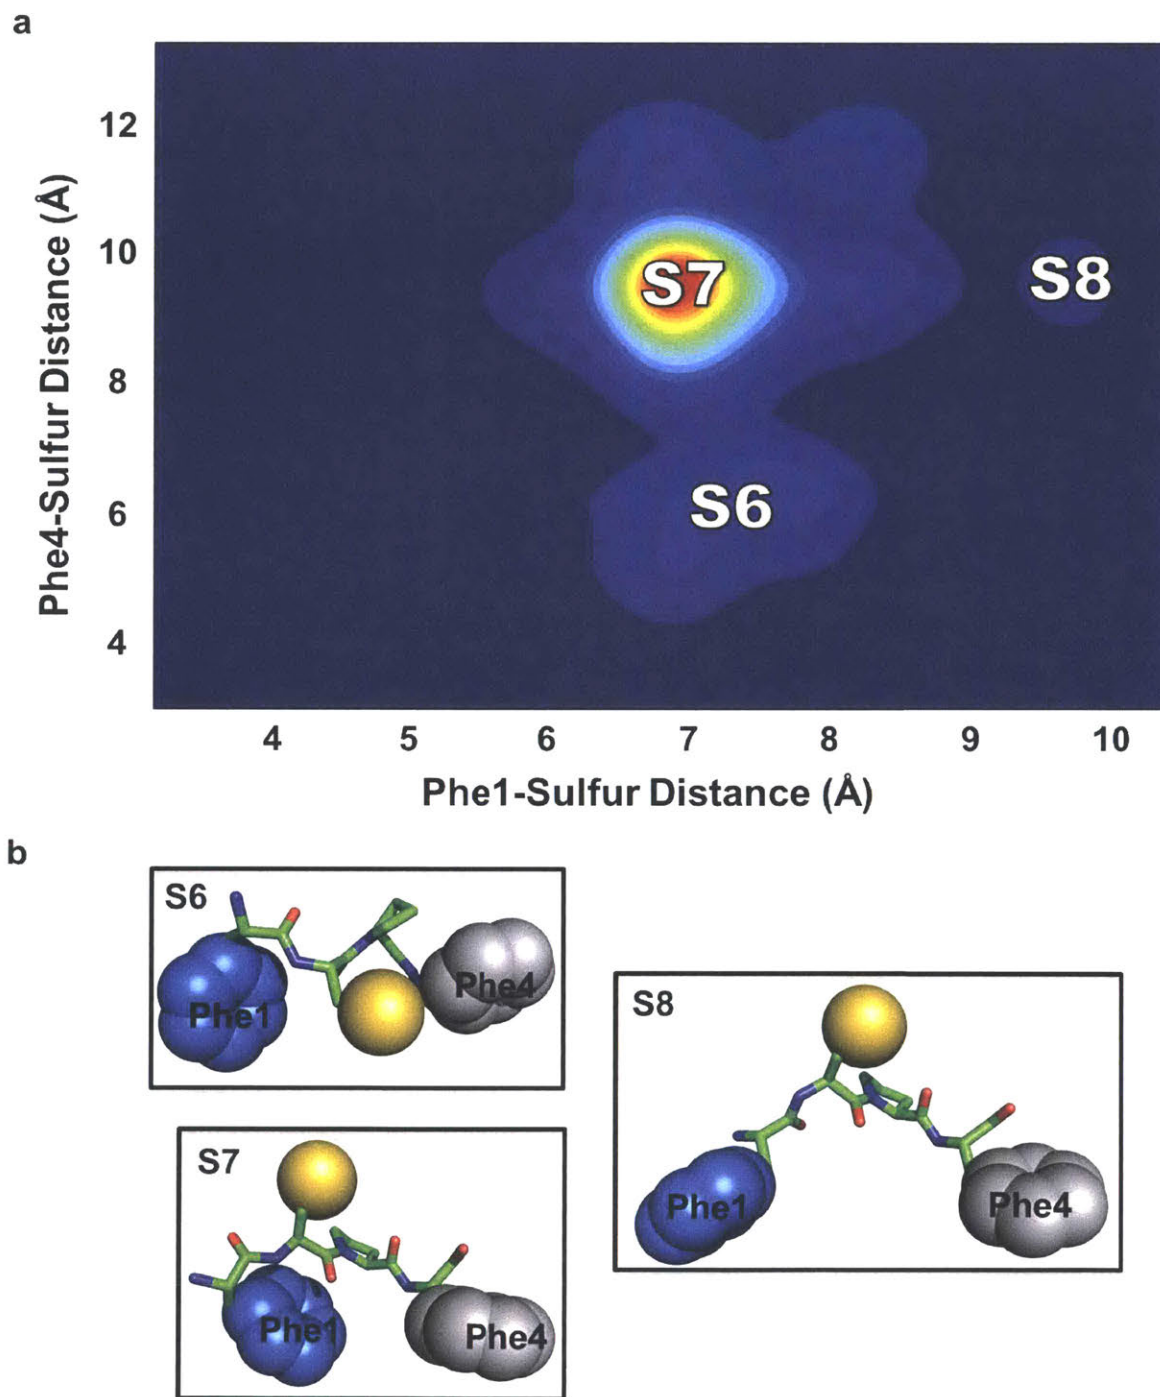 a
Phe4-Sulfur Distance (Å)
12
10
8
6
4
S7
S8
S6
4 5 6 7 8 9 10
Phe1-Sulfur Distance (Å)
b
S6
Phe1
Phe4
S7
Phe1
Phe4
S8
Phe1
Phe4